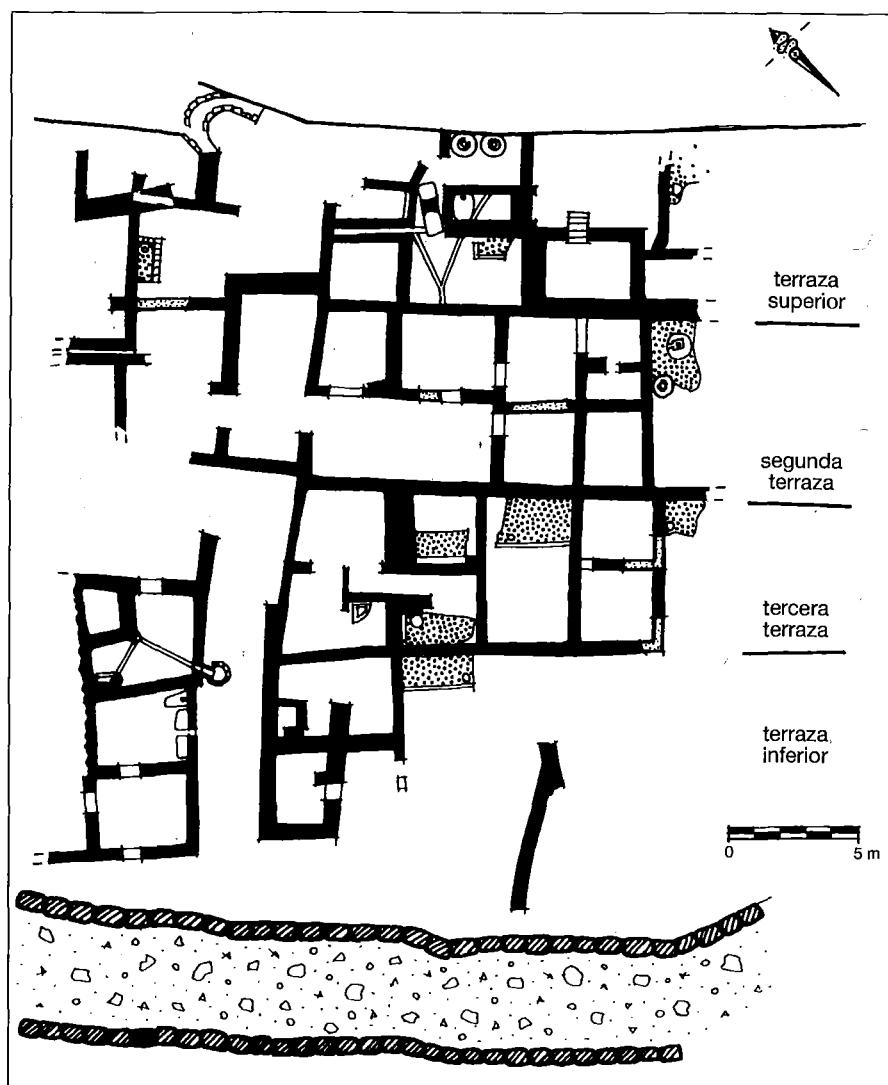 terraza
superior
segunda
terraza
tercera
terraza
terraza
inferior
0 5 m